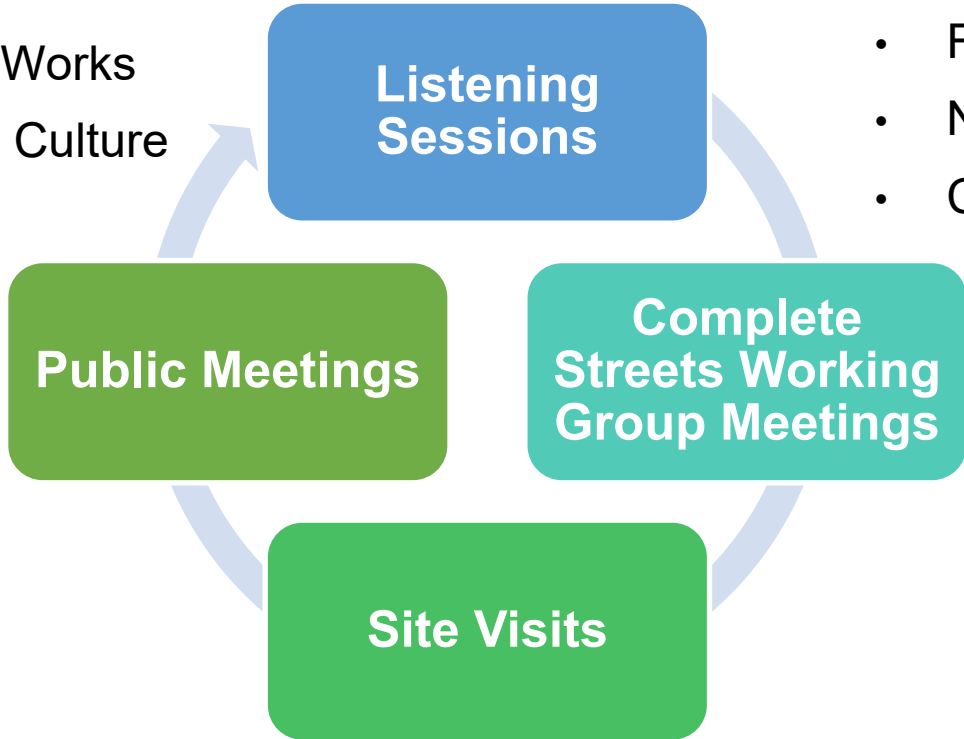 Works
Culture
Listening
Sessions
Public Meetings
Complete
Streets Working
Group Meetings
Site Visits